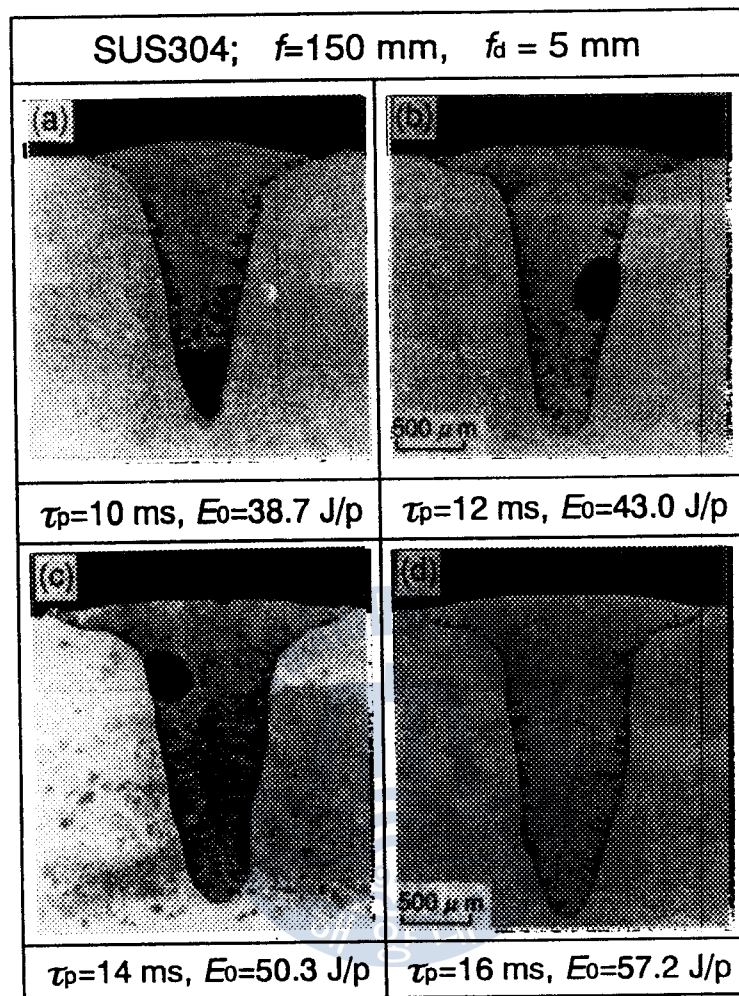 SUS304; f=150 mm, fd = 5 mm
(a) (b)
500 μm
τp=10 ms, E0=38.7 J/p τp=12 ms, E0=43.0 J/p
(c) (d)
500 μm
τp=14 ms, E0=50.3 J/p τp=16 ms, E0=57.2 J/p